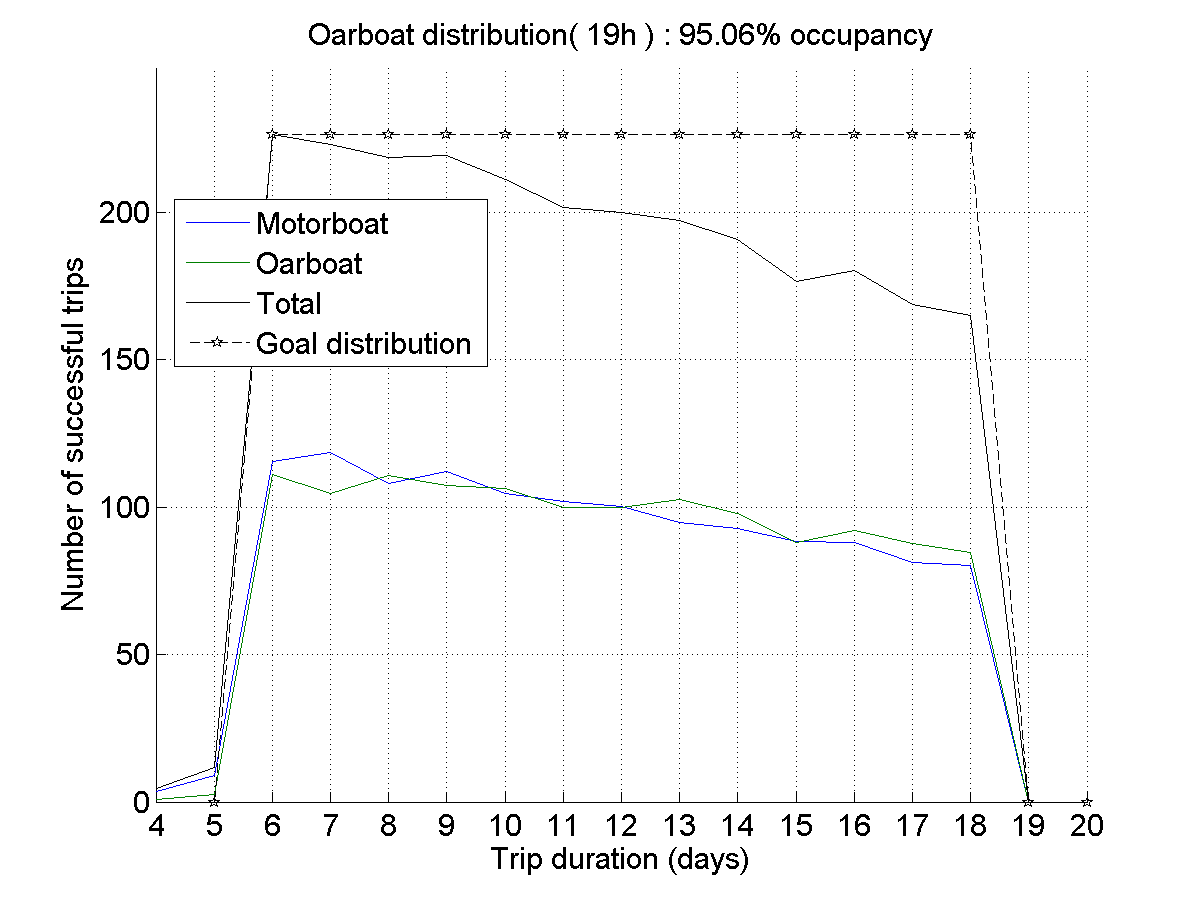 Oarboat distribution( 19h ) : 95.06% occupancy
Number of successful trips
200
150
100
50
0
Motorboat
Oarboat
Total
Goal distribution
4 5 6 7 8 9 10 11 12 13 14 15 16 17 18 19 20
Trip duration (days)